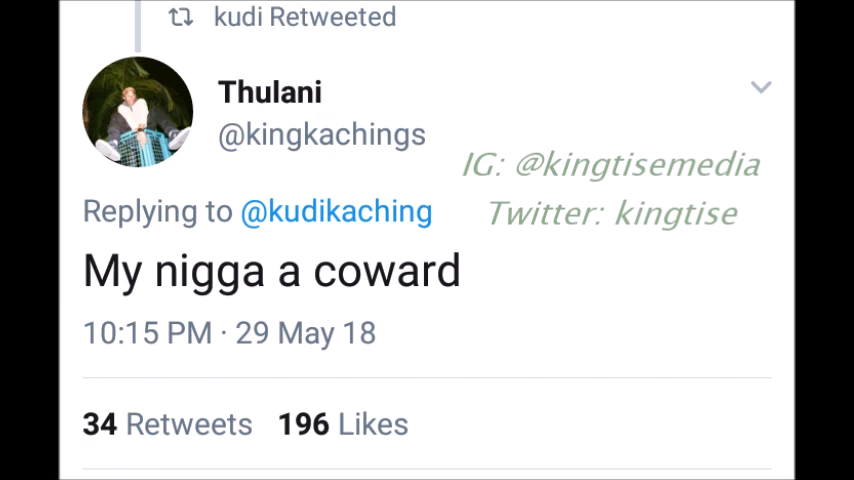 kudi Retweeted
Thulani
@kingkachings
IG: @kingtisemedia
Replying to @kudikaching
Twitter: kingtise
My nigga a coward
10:15 PM · 29 May 18
34 Retweets 196 Likes